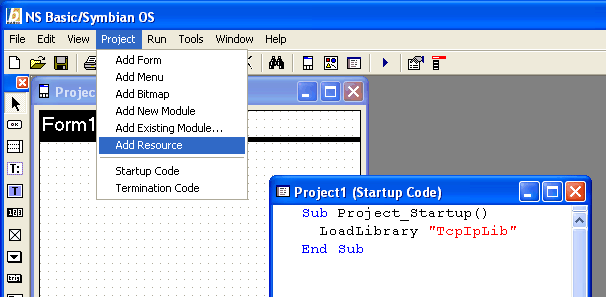 NS Basic/Symbian OS
File Edit View Project Run Tools Window Help
Add Form
Add Menu
Add Bitmap
Add New Module
Add Existing Module...
Add Resource
Startup Code
Termination Code
Projec
Form1
Project1 (Startup Code)
Sub Project_Startup()
LoadLibrary "TcpIpLib"
End Sub